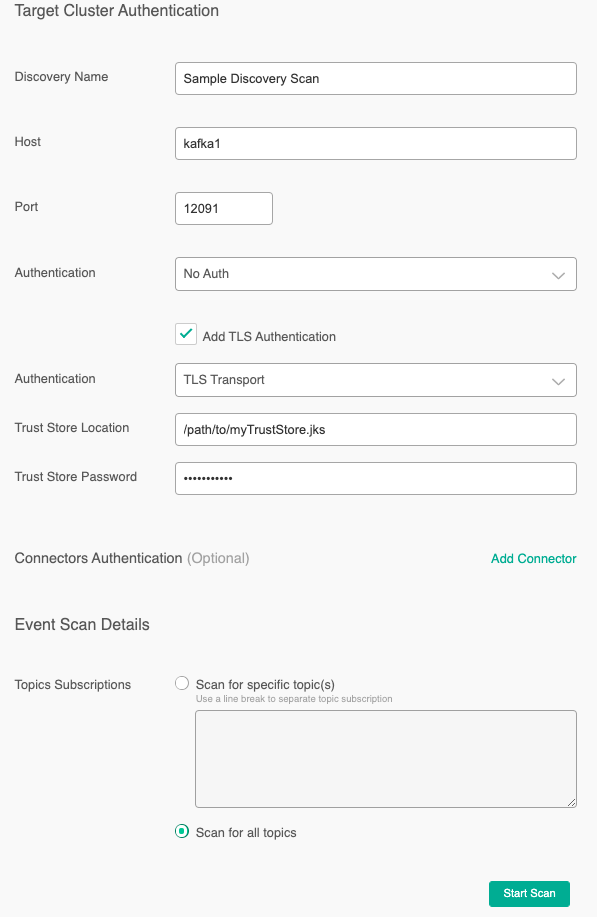 Target Cluster Authentication
Discovery Name
Sample Discovery Scan
Host
kafka1
Port
12091
Authentication
No Auth
Add TLS Authentication
Authentication
TLS Transport
Trust Store Location
/path/to/myTrustStore.jks
Trust Store Password
•••••••••••
Connectors Authentication (Optional)
Add Connector
Event Scan Details
Topics Subscriptions
Scan for specific topic(s)
Use a line break to separate topic subscription
Scan for all topics
Start Scan